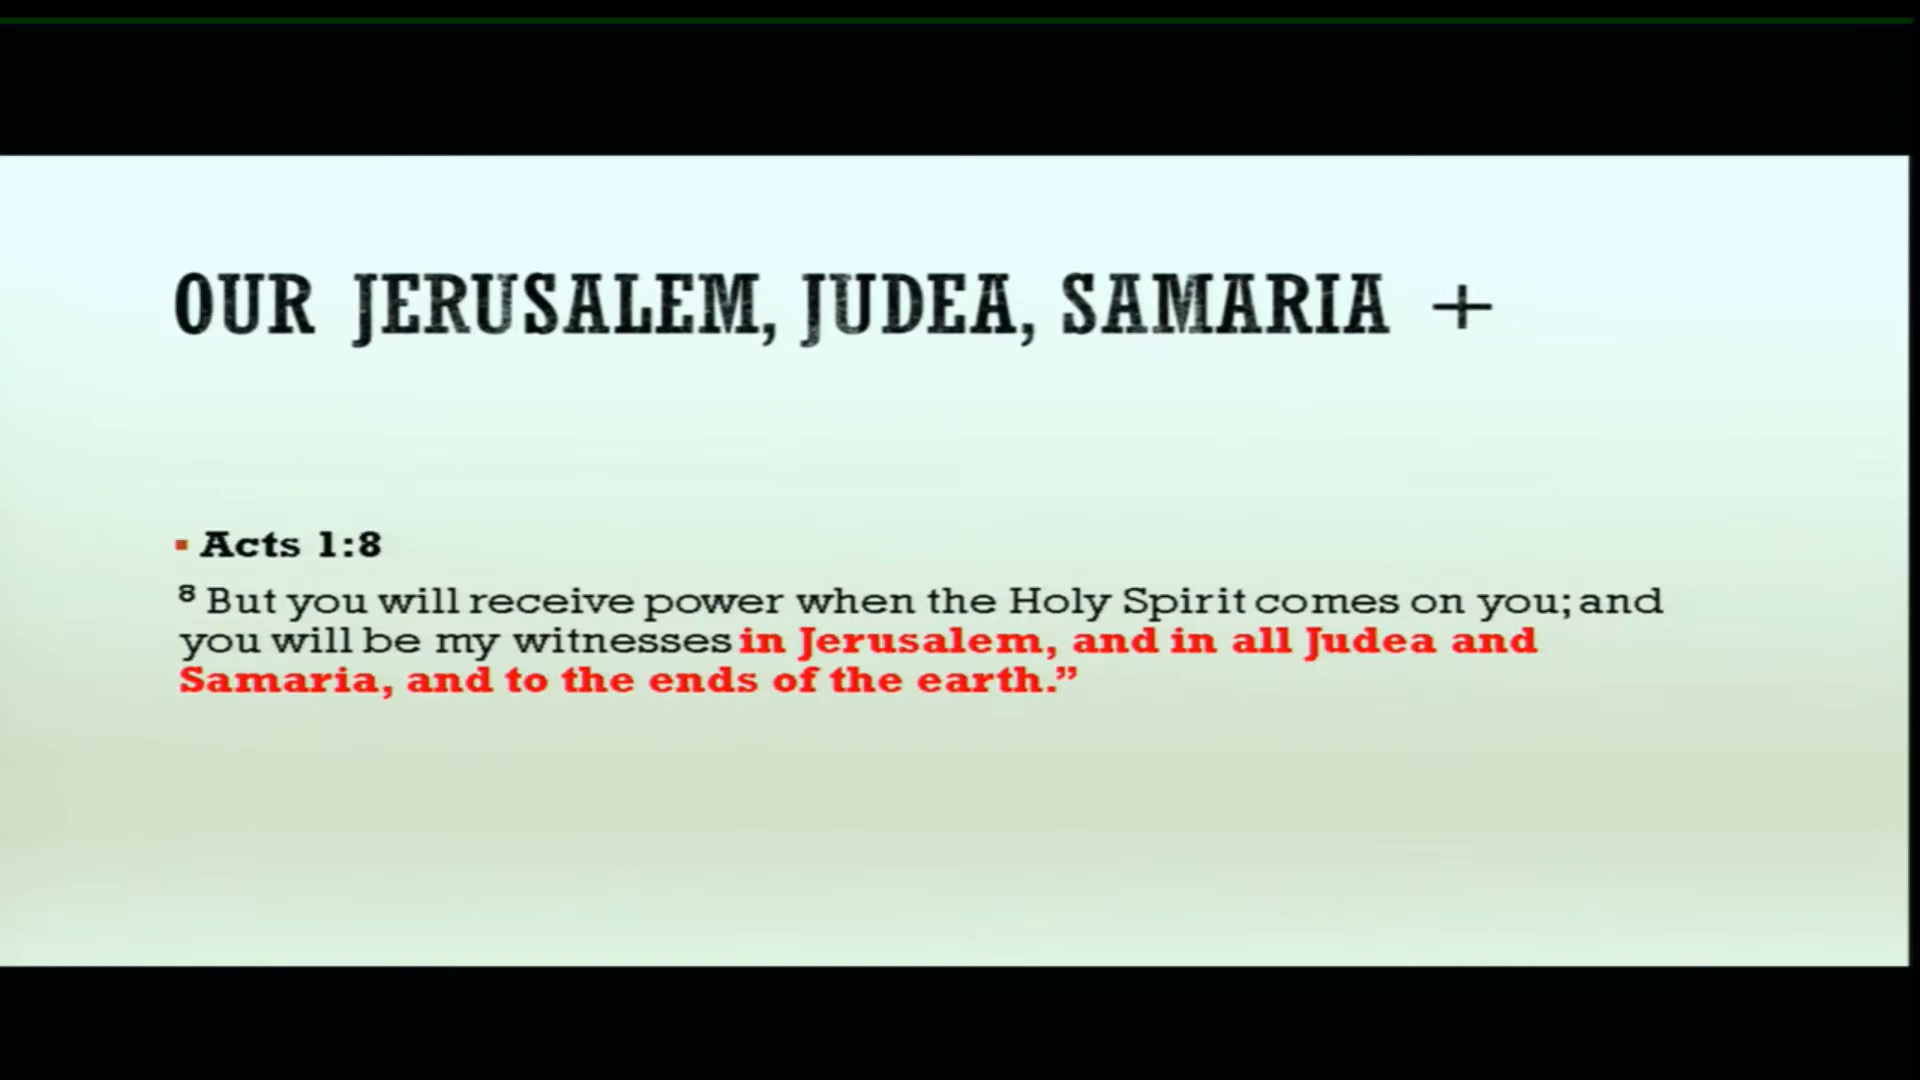 OUR JERUSALEM, JUDEA, SAMARIA +
▪ Acts 1:8
⁸ But you will receive power when the Holy Spirit comes on you; and
you will be my witnesses in Jerusalem, and in all Judea and
Samaria, and to the ends of the earth.”